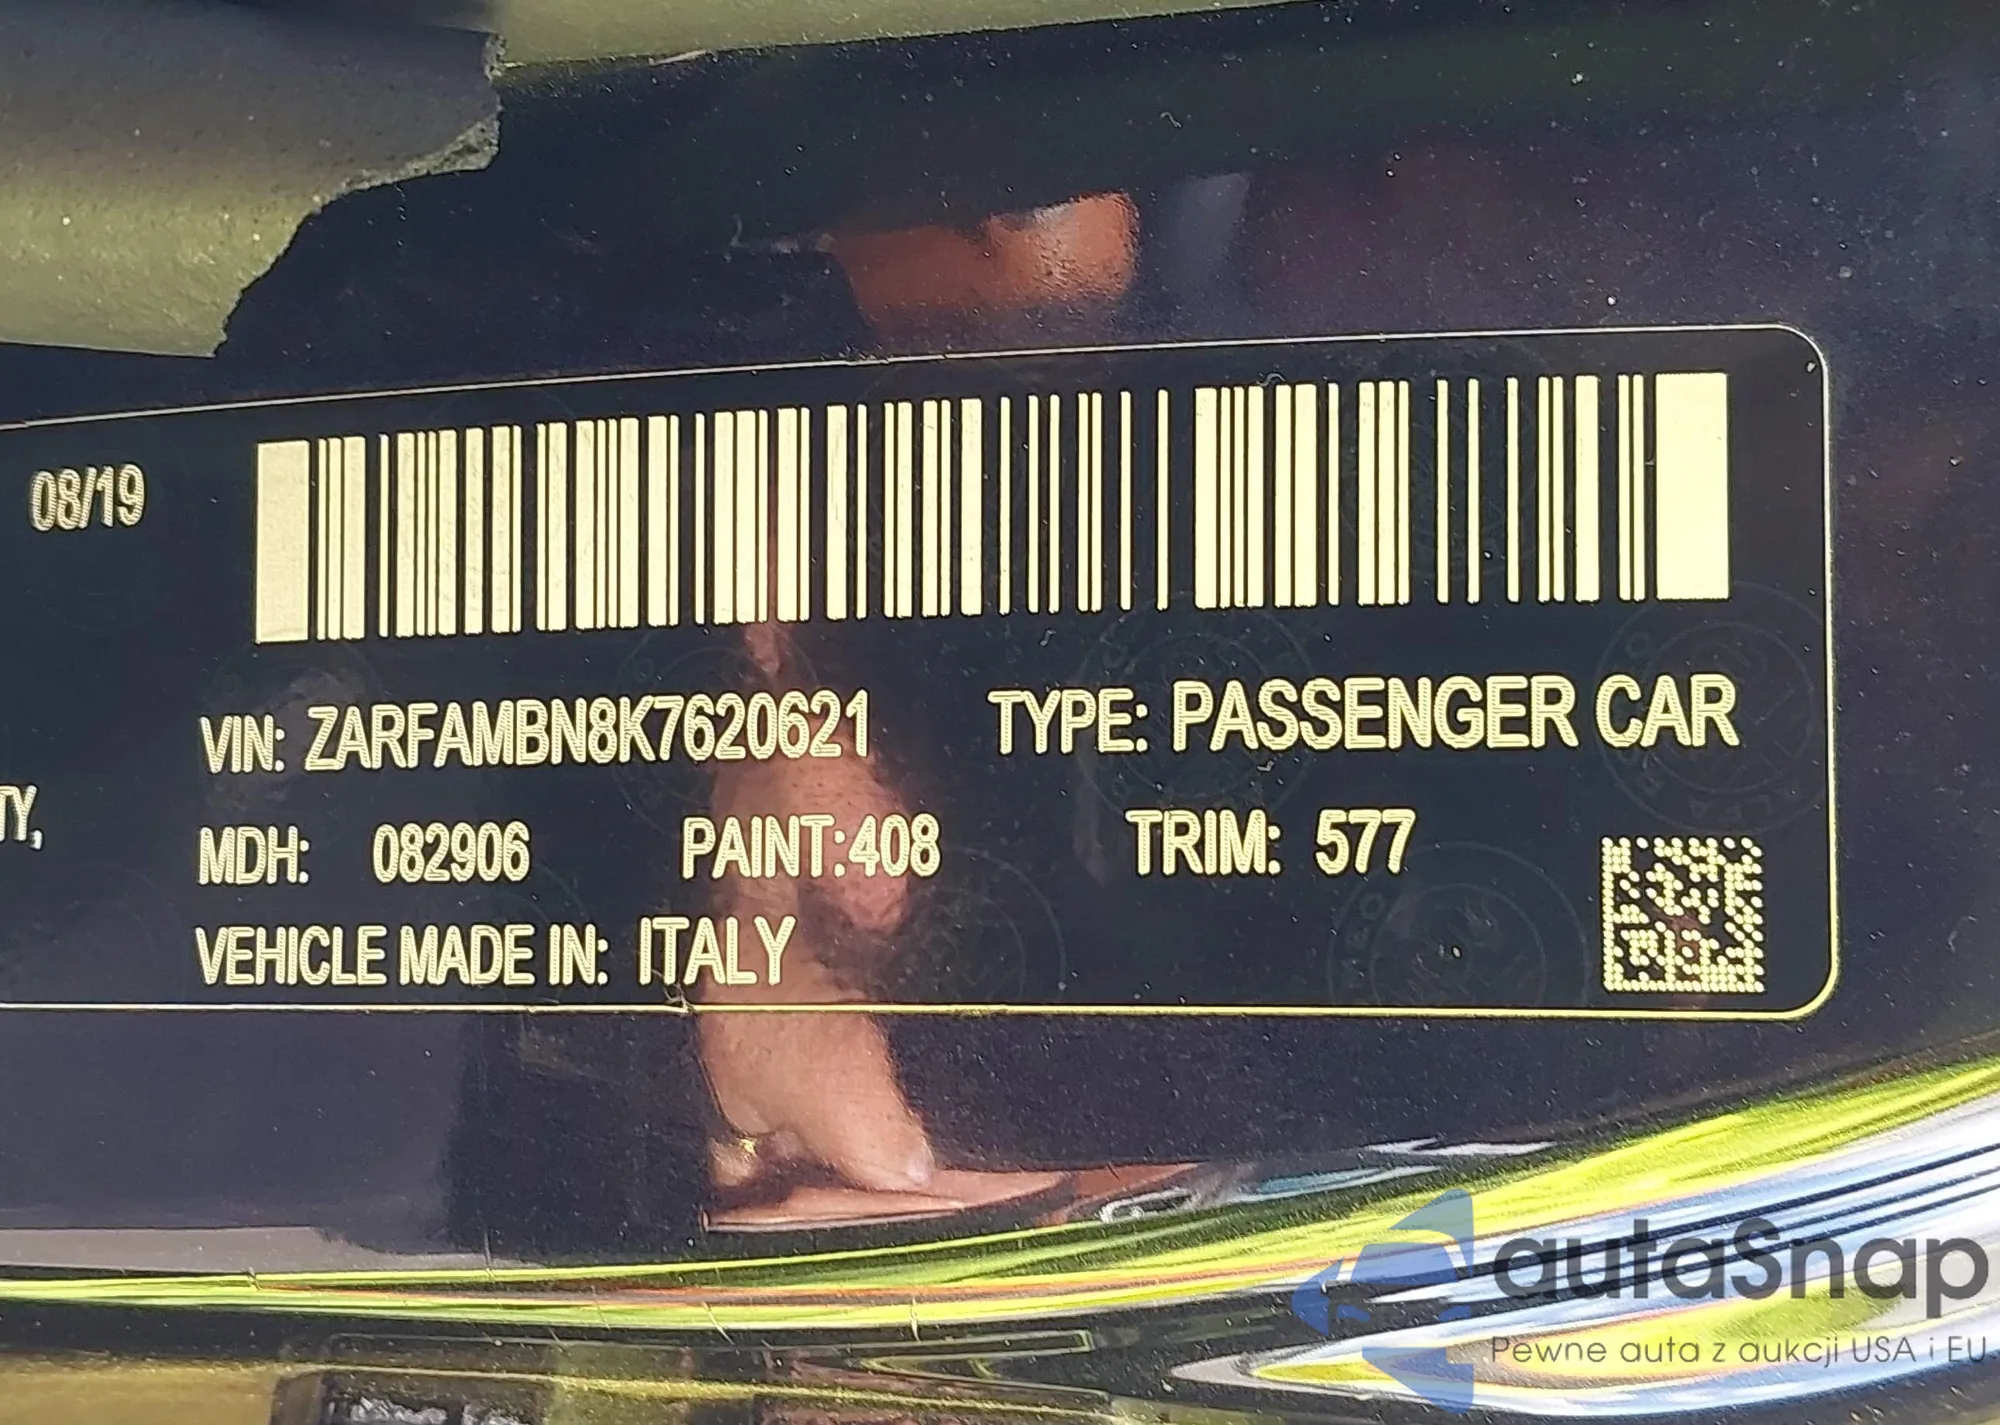 08/19
VIN: ZARFAMBN8K7620621 TYPE: PASSENGER CAR
TY,
MDH: 082906 PAINT:408 TRIM: 577
VEHICLE MADE IN: ITALY
autaSnap
Pewne auta z aukcji USA i EU